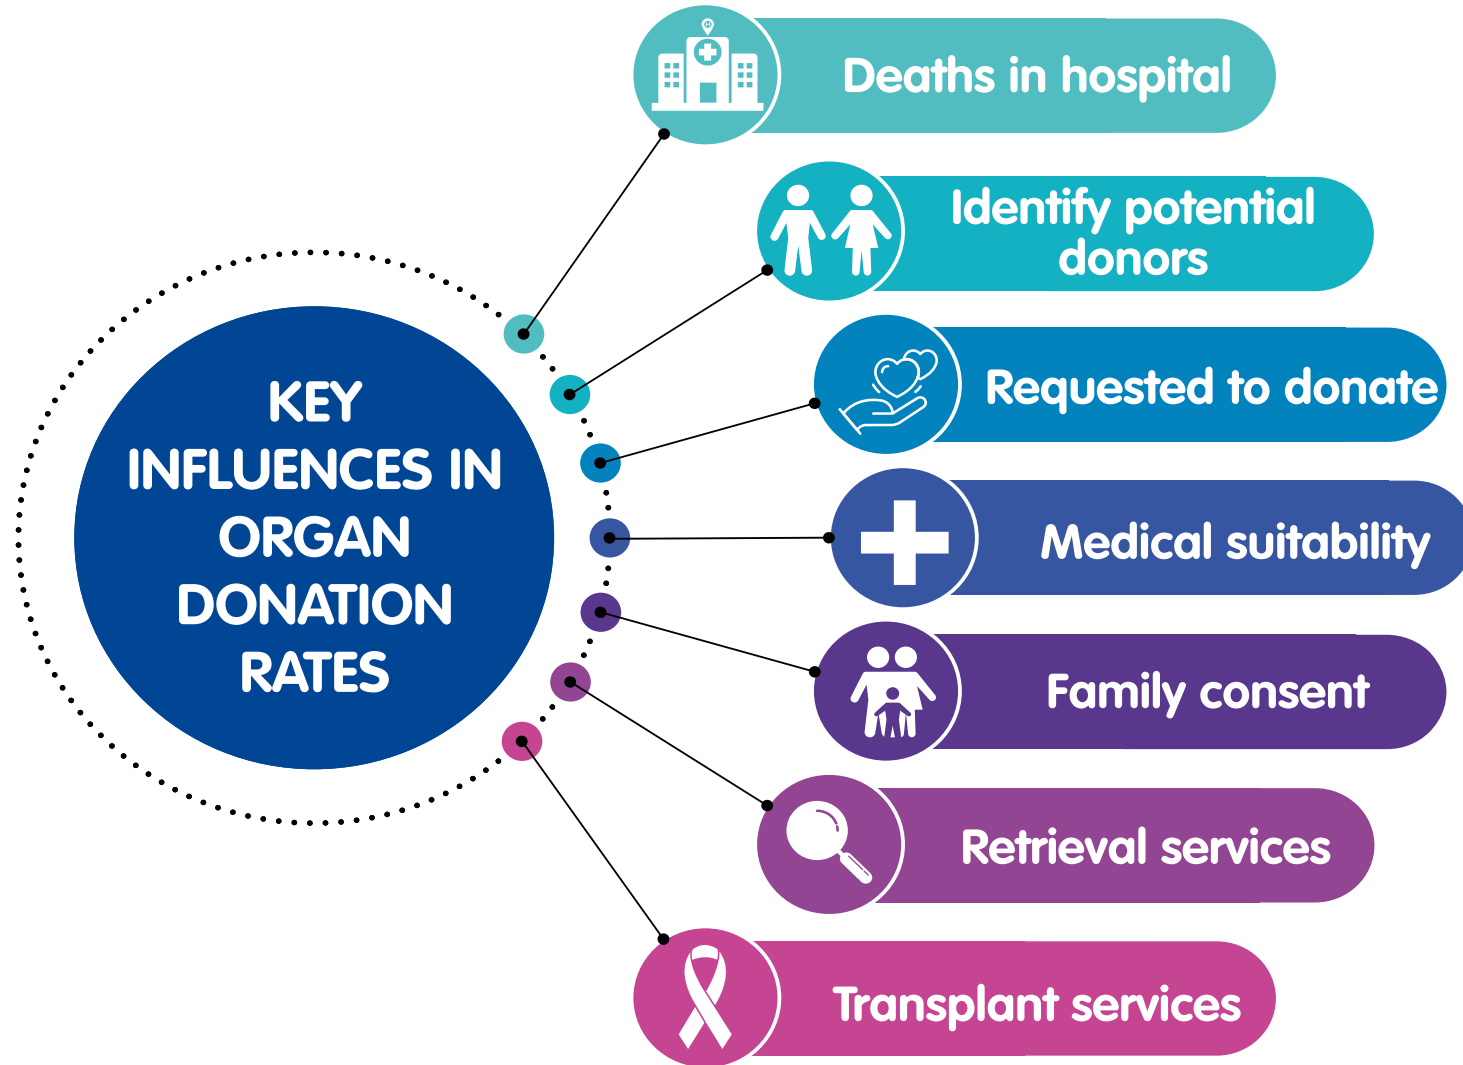 Deaths in hospital
Identify potential
donors
Requested to donate
KEY
INFLUENCES IN
ORGAN
DONATION
RATES
Medical suitability
Family consent
Retrieval services
Transplant services